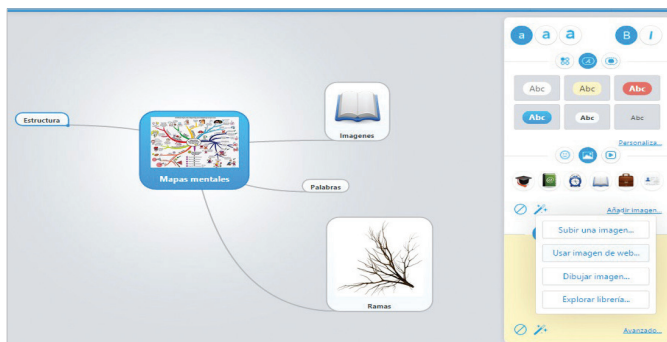 a a a B I
Abc Abc Abc
Abc Abc Abc
Personaliza...
Estructura
Imagenes
Mapas mentales
Palabras
Ramas
Añadir imagen...
Subir una imagen...
Usar imagen de web...
Dibujar imagen...
Explorar librería...
Avanzado...